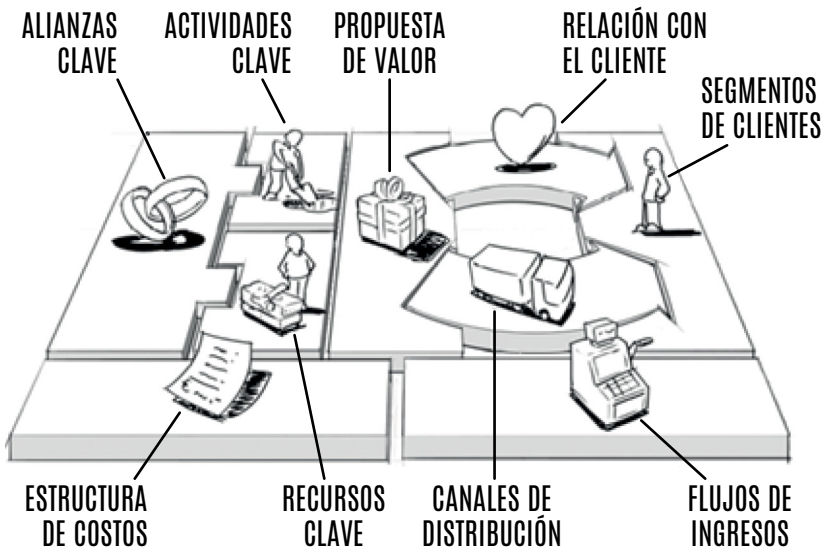 ALIANZAS
CLAVE
ACTIVIDADES
CLAVE
PROPUESTA
DE VALOR
RELACIÓN CON
EL CLIENTE
SEGMENTOS
DE CLIENTES
ESTRUCTURA
DE COSTOS
RECURSOS
CLAVE
CANALES DE
DISTRIBUCIÓN
FLUJOS DE
INGRESOS